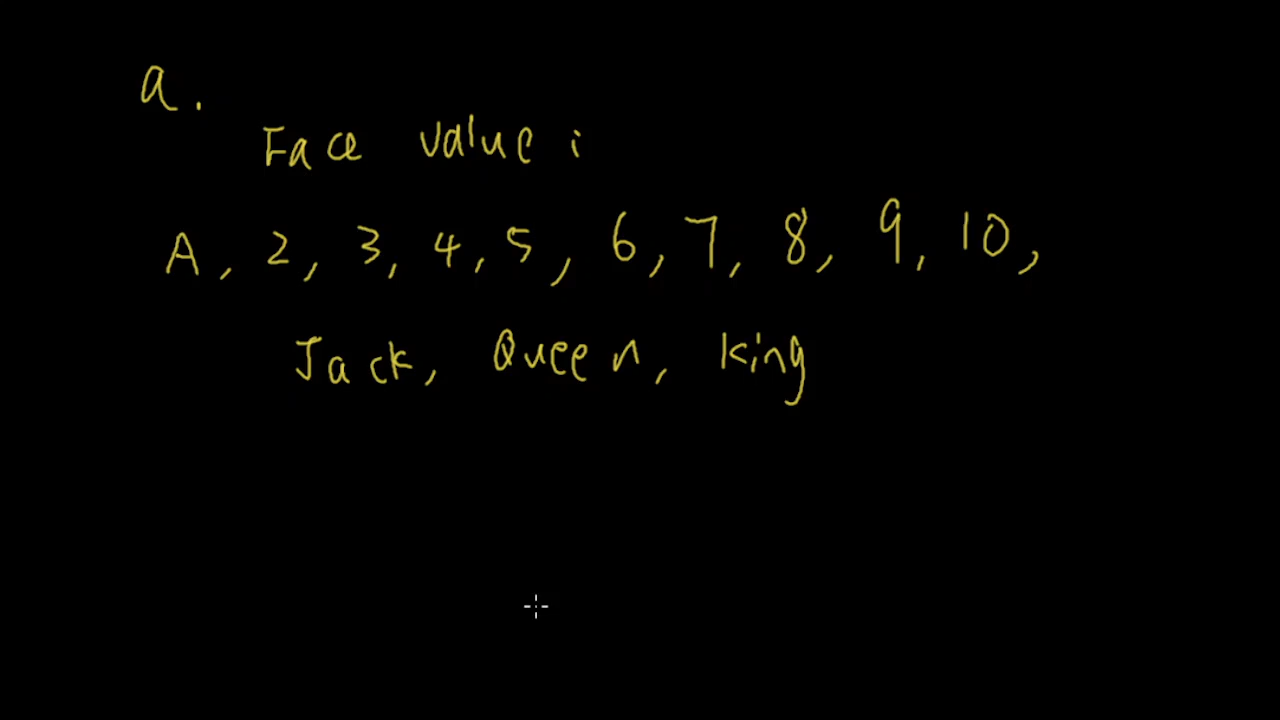 a.
Face value :
A, 2, 3, 4, 5, 6, 7, 8, 9, 10,
Jack, Queen, king